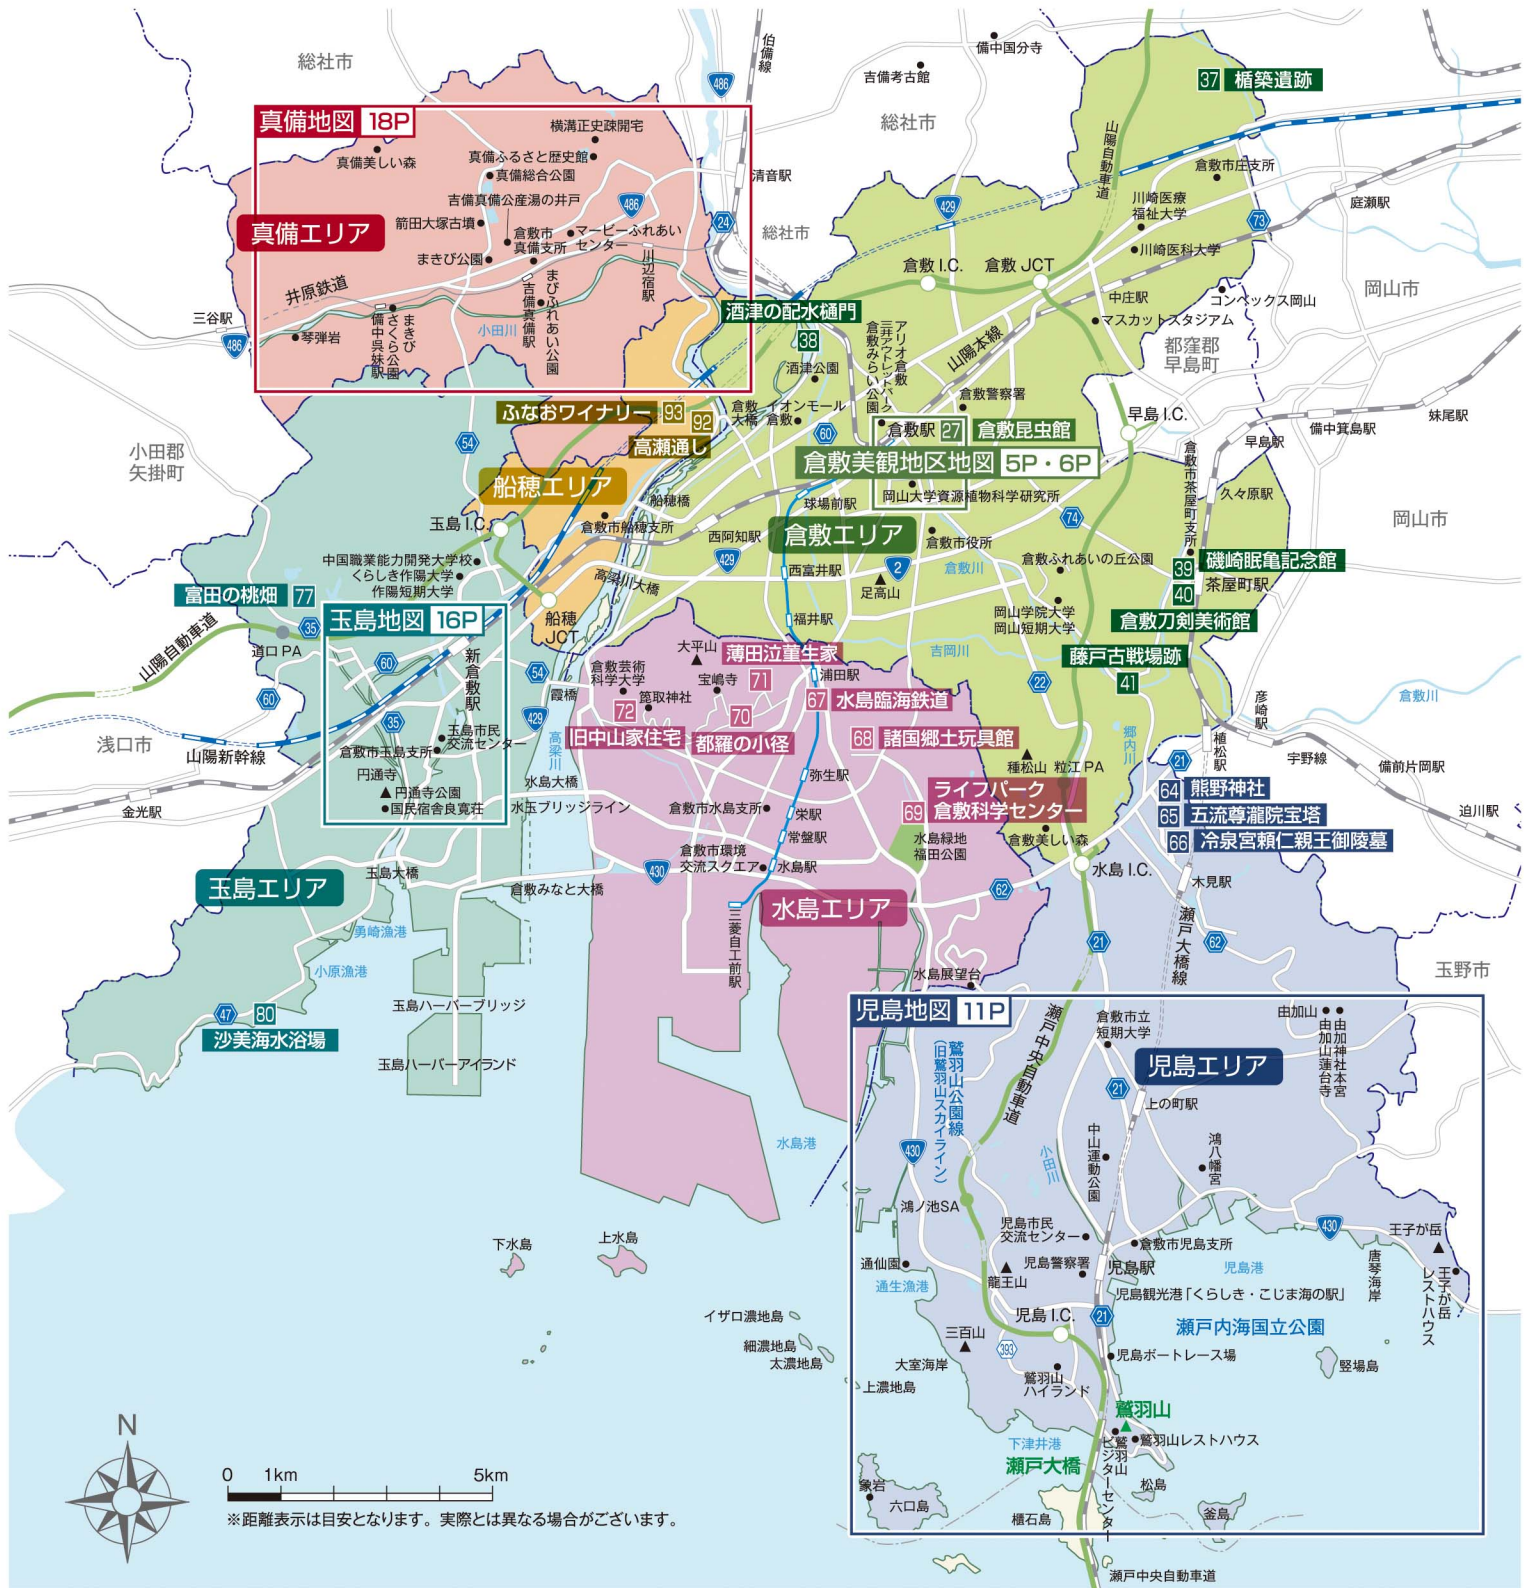 総社市
486
伯備線
備中国分寺
吉備考古館
総社市
37 楯築遺跡
山陽自動車道
真備地図 18P
横溝正史疎開宅
真備美しい森
真備ふるさと歴史館
真備総合公園
吉備真備公産湯の井戸
486
箭田大塚古墳
倉敷市
真備支所
マービーふれあい
センター
まきび公園
真備エリア
井原鉄道
川辺宿駅
まびふれあい公園
吉備真備駅
まきび
さくら公園
備中呉妹駅
小田川
琴弾岩
三谷駅
486
清音駅
24
総社市
429
倉敷市庄支所
川崎医療
福祉大学
川崎医科大学
73
庭瀬駅
倉敷 I.C.
倉敷 JCT
中庄駅
コンベックス岡山
マスカットスタジアム
岡山市
都窪郡
早島町
酒津の配水樋門
38
酒津公園
アリオ倉敷
三井アウトレットパーク
倉敷みらい公園
山陽本線
倉敷警察署
早島 I.C.
早島駅
備中箕島駅
妹尾駅
ふなおワイナリー 93
92
高瀬通し
倉敷
大橋
イオンモール
倉敷
60
倉敷駅
27 倉敷昆虫館
倉敷美観地区地図 5P・6P
岡山大学資源植物科学研究所
球場前駅
倉敷市茶屋町支所
久々原駅
岡山市
小田郡
矢掛町
54
船穂エリア
船穂橋
玉島 I.C.
倉敷市船穂支所
西阿知駅
倉敷エリア
倉敷市役所
74
429
2
西富井駅
足高山
倉敷川
倉敷ふれあいの丘公園
39 磯崎眠亀記念館
茶屋町駅
40
倉敷刀剣美術館
中国職業能力開発大学校
くらしき作陽大学
作陽短期大学
高梁川大橋
富田の桃畑 77
35
道口 PA
山陽自動車道
玉島地図 16P
船穂
JCT
福井駅
岡山学院大学
岡山短期大学
吉岡川
藤戸古戦場跡
41
22
倉敷川
彦崎駅
60
60
新倉敷駅
54
霞橋
429
高梁川
35
大平山
倉敷芸術
科学大学
宝嶋寺
箆取神社
薄田泣菫生家
71
浦田駅
67 水島臨海鉄道
72
旧中山家住宅
70
都羅の小径
68 諸国郷土玩具館
郷内川
種松山
粒江 PA
植松駅
宇野線
備前片岡駅
迫川駅
21
浅口市
山陽新幹線
金光駅
玉島市民
交流センター
倉敷市玉島支所
円通寺
円通寺公園
国民宿舎良寛荘
水島大橋
水玉ブリッジライン
弥生駅
倉敷市水島支所
栄駅
常盤駅
倉敷市環境
交流スクエア
水島駅
69
ライフパーク
倉敷科学センター
水島緑地
福田公園
倉敷美しい森
64 熊野神社
65 五流尊瀧院宝塔
66 冷泉宮頼仁親王御陵墓
水島 I.C.
木見駅
玉島大橋
玉島エリア
430
倉敷みなと大橋
62
水島エリア
三菱自工前駅
勇崎漁港
小原漁港
21
瀬戸大橋線
62
玉野市
水島展望台
玉島ハーバーブリッジ
47
80
沙美海水浴場
玉島ハーバーアイランド
水島港
児島地図 11P
倉敷市立
短期大学
由加山
由加神社本宮
由加山蓮台寺
児島エリア
鷲羽山公園線
（旧鷲羽山スカイライン）
瀬戸中央自動車道
21
上の町駅
430
中山運動公園
小田川
鴻八幡宮
鴻ノ池SA
児島市民
交流センター
倉敷市児島支所
430
王子が岳
児島警察署
児島駅
児島港
唐琴海岸
王子が岳
レストハウス
通仙園
通生漁港
龍王山
児島観光港「くらしき・こじま海の駅」
児島 I.C.
21
瀬戸内海国立公園
三百山
393
大室海岸
児島ボートレース場
鷲羽山
ハイランド
竪場島
上濃地島
鷲羽山
鷲羽山レストハウス
鷲羽山
ビジターセンター
下津井港
瀬戸大橋
松島
象岩
六口島
櫃石島
釜島
瀬戸中央自動車道
下水島
上水島
イザロ濃地島
細濃地島
太濃地島
N
0 1km 5km
※距離表示は目安となります。実際とは異なる場合がございます。